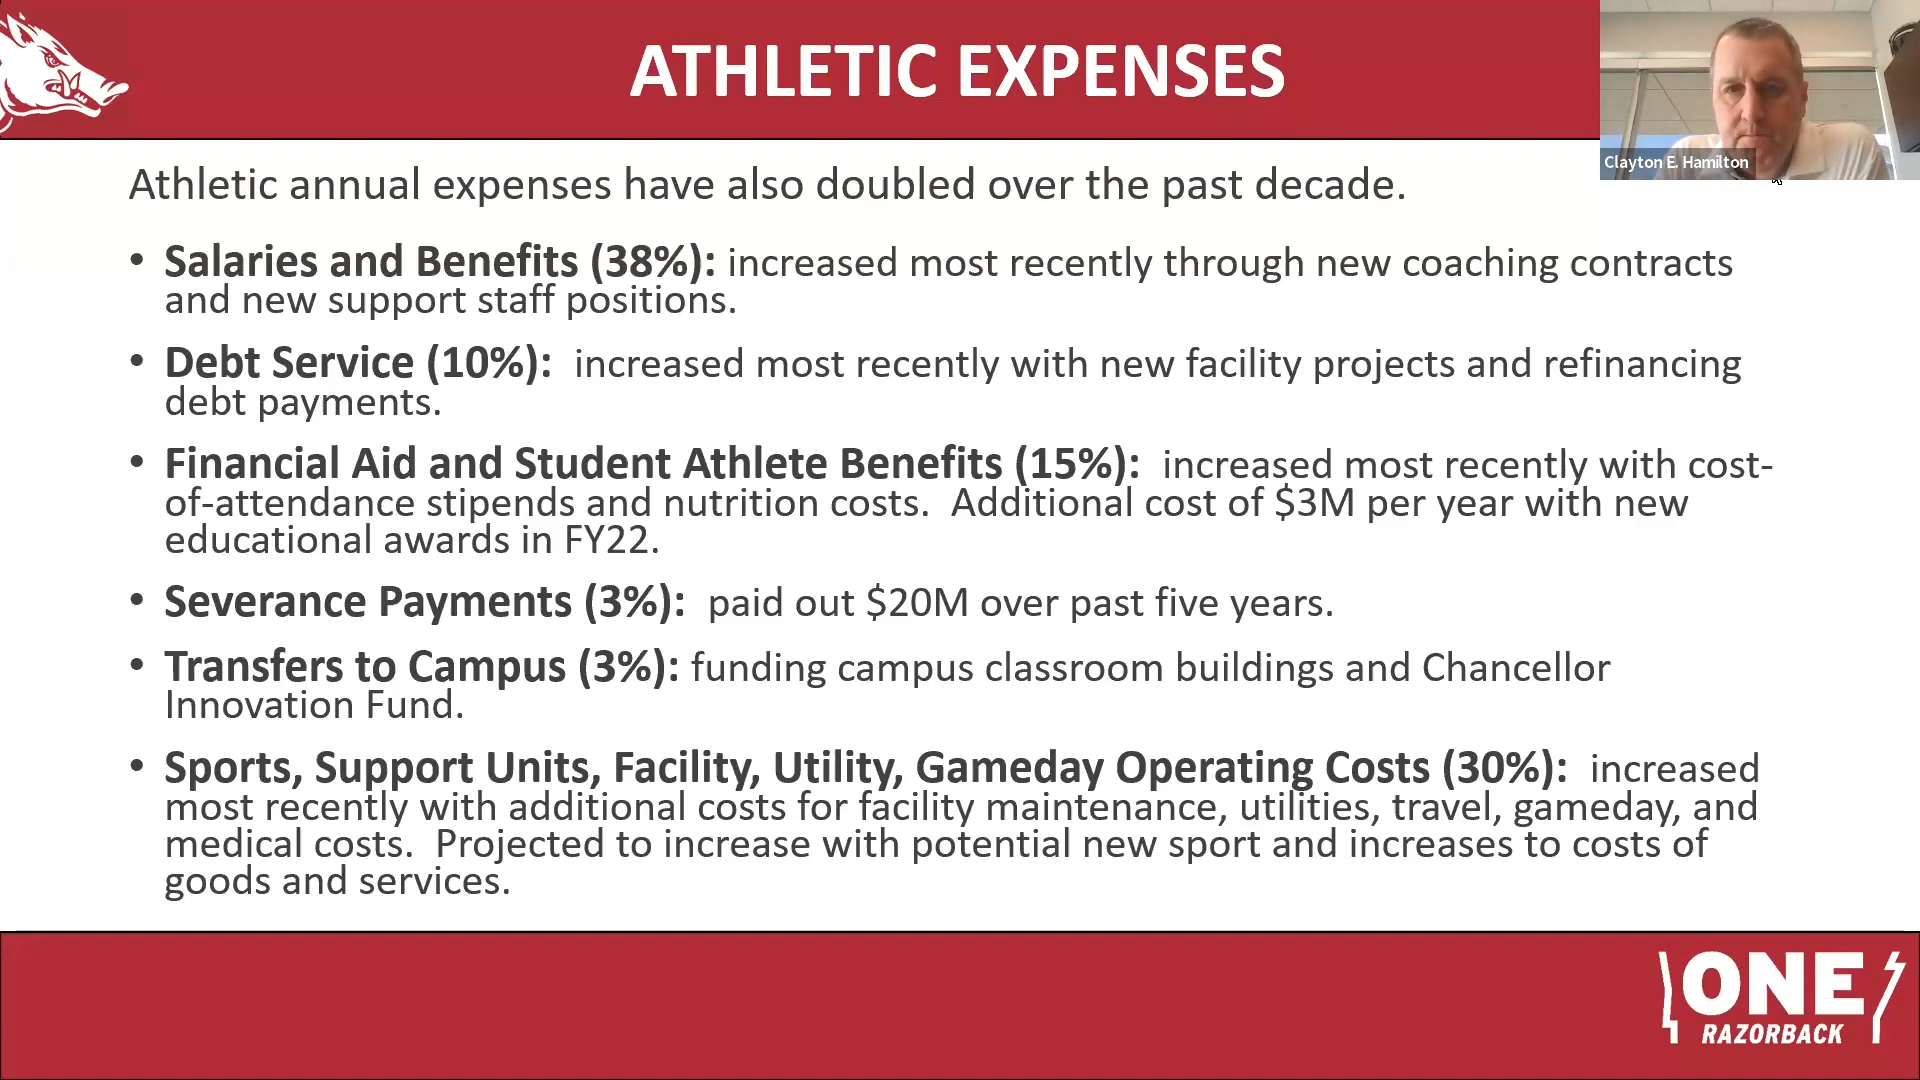 ATHLETIC EXPENSES
Clayton E. Hamilton
Athletic annual expenses have also doubled over the past decade.
• Salaries and Benefits (38%): increased most recently through new coaching contracts
and new support staff positions.
• Debt Service (10%): increased most recently with new facility projects and refinancing
debt payments.
• Financial Aid and Student Athlete Benefits (15%): increased most recently with cost-
of-attendance stipends and nutrition costs. Additional cost of $3M per year with new
educational awards in FY22.
• Severance Payments (3%): paid out $20M over past five years.
• Transfers to Campus (3%): funding campus classroom buildings and Chancellor
Innovation Fund.
• Sports, Support Units, Facility, Utility, Gameday Operating Costs (30%): increased
most recently with additional costs for facility maintenance, utilities, travel, gameday, and
medical costs. Projected to increase with potential new sport and increases to costs of
goods and services.
ONE
RAZORBACK